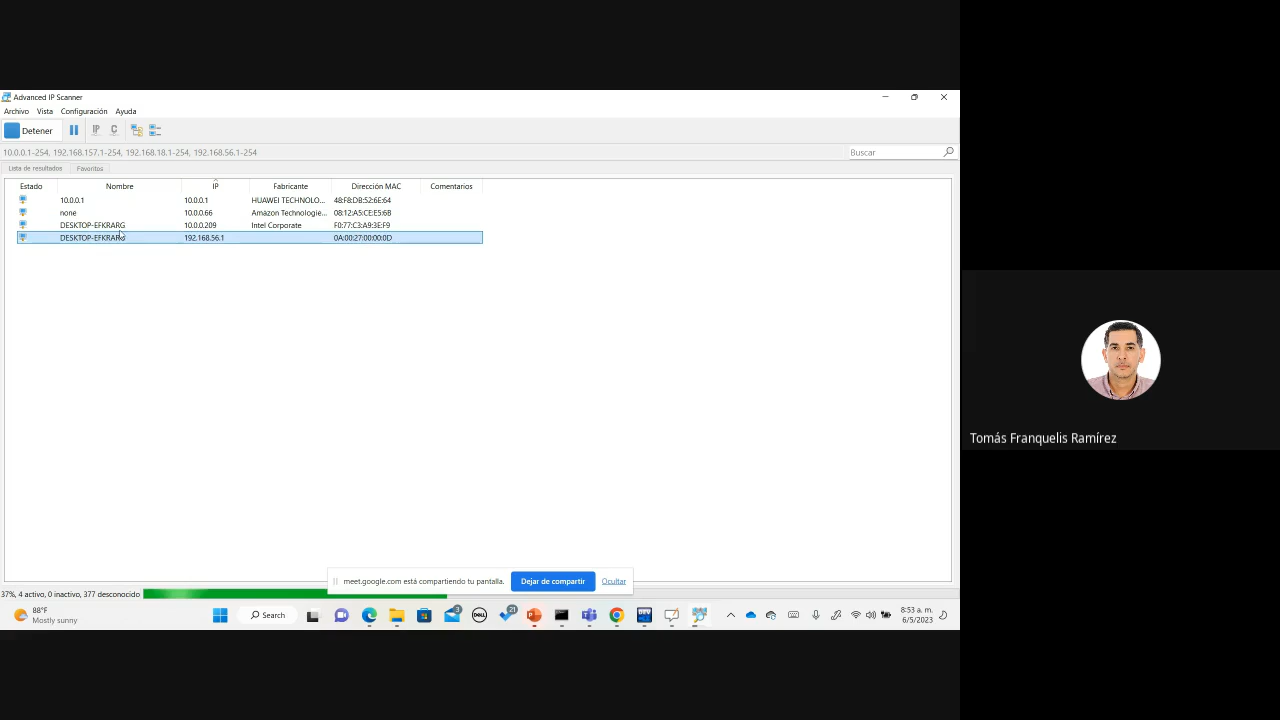 Advanced IP Scanner
Archivo Vista Configuración Ayuda
Detener IP C
10.0.0.1-254, 192.168.157.1-254, 192.168.18.1-254, 192.168.56.1-254 Buscar
Lista de resultados Favoritos
Estado Nombre IP Fabricante Dirección MAC Comentarios
10.0.0.1 10.0.0.1 HUAWEI TECHNOLO... 48:F8:DB:52:6E:64
none 10.0.0.66 Amazon Technologie... 08:12:A5:CE:E5:6B
DESKTOP-EFKRARG 10.0.0.209 Intel Corporate F0:77:C3:A9:3E:F9
DESKTOP-EFKRARG 192.168.56.1 0A:00:27:00:00:0D
Tomás Franquelis Ramírez
meet.google.com está compartiendo tu pantalla. Dejar de compartir Ocultar
37%, 4 activo, 0 inactivo, 377 desconocido
88°F
Mostly sunny
Search
3
DELL
21
8:53 a. m.
6/5/2023